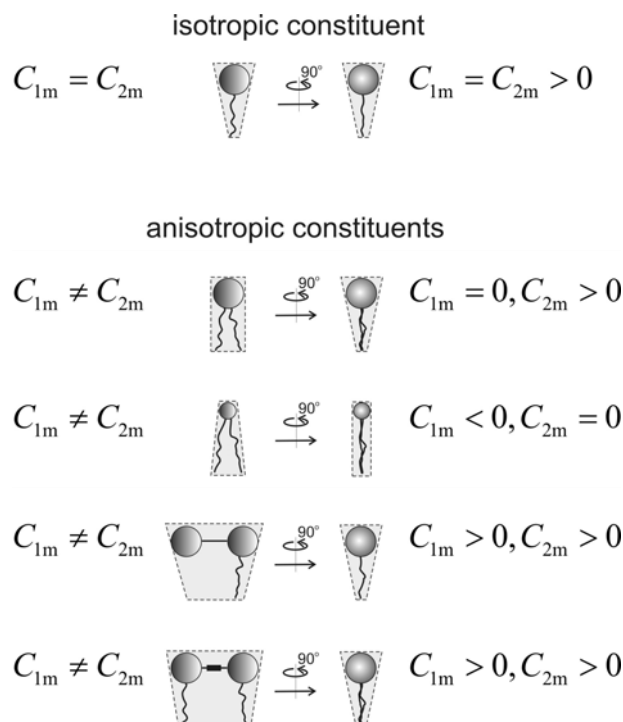 isotropic constituent
C1m = C2m 90° C1m = C2m > 0
anisotropic constituents
C1m ≠ C2m 90° C1m = 0, C2m > 0
C1m ≠ C2m 90° C1m < 0, C2m = 0
C1m ≠ C2m 90° C1m > 0, C2m > 0
C1m ≠ C2m 90° C1m > 0, C2m > 0